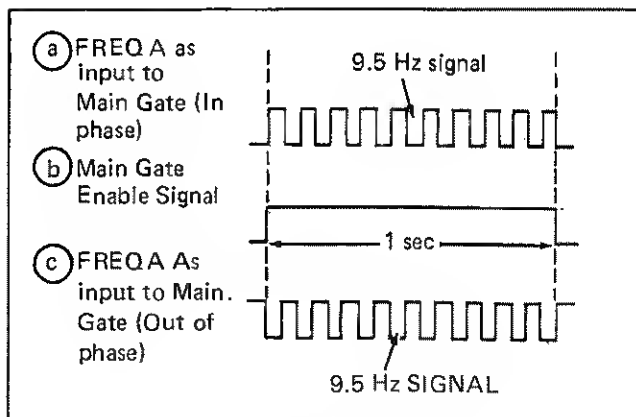 a FREQ A as
input to
Main Gate (In
phase)
9.5 Hz signal
b Main Gate
Enable Signal
1 sec
c FREQ A As
input to Main.
Gate (Out of
phase)
9.5 Hz SIGNAL